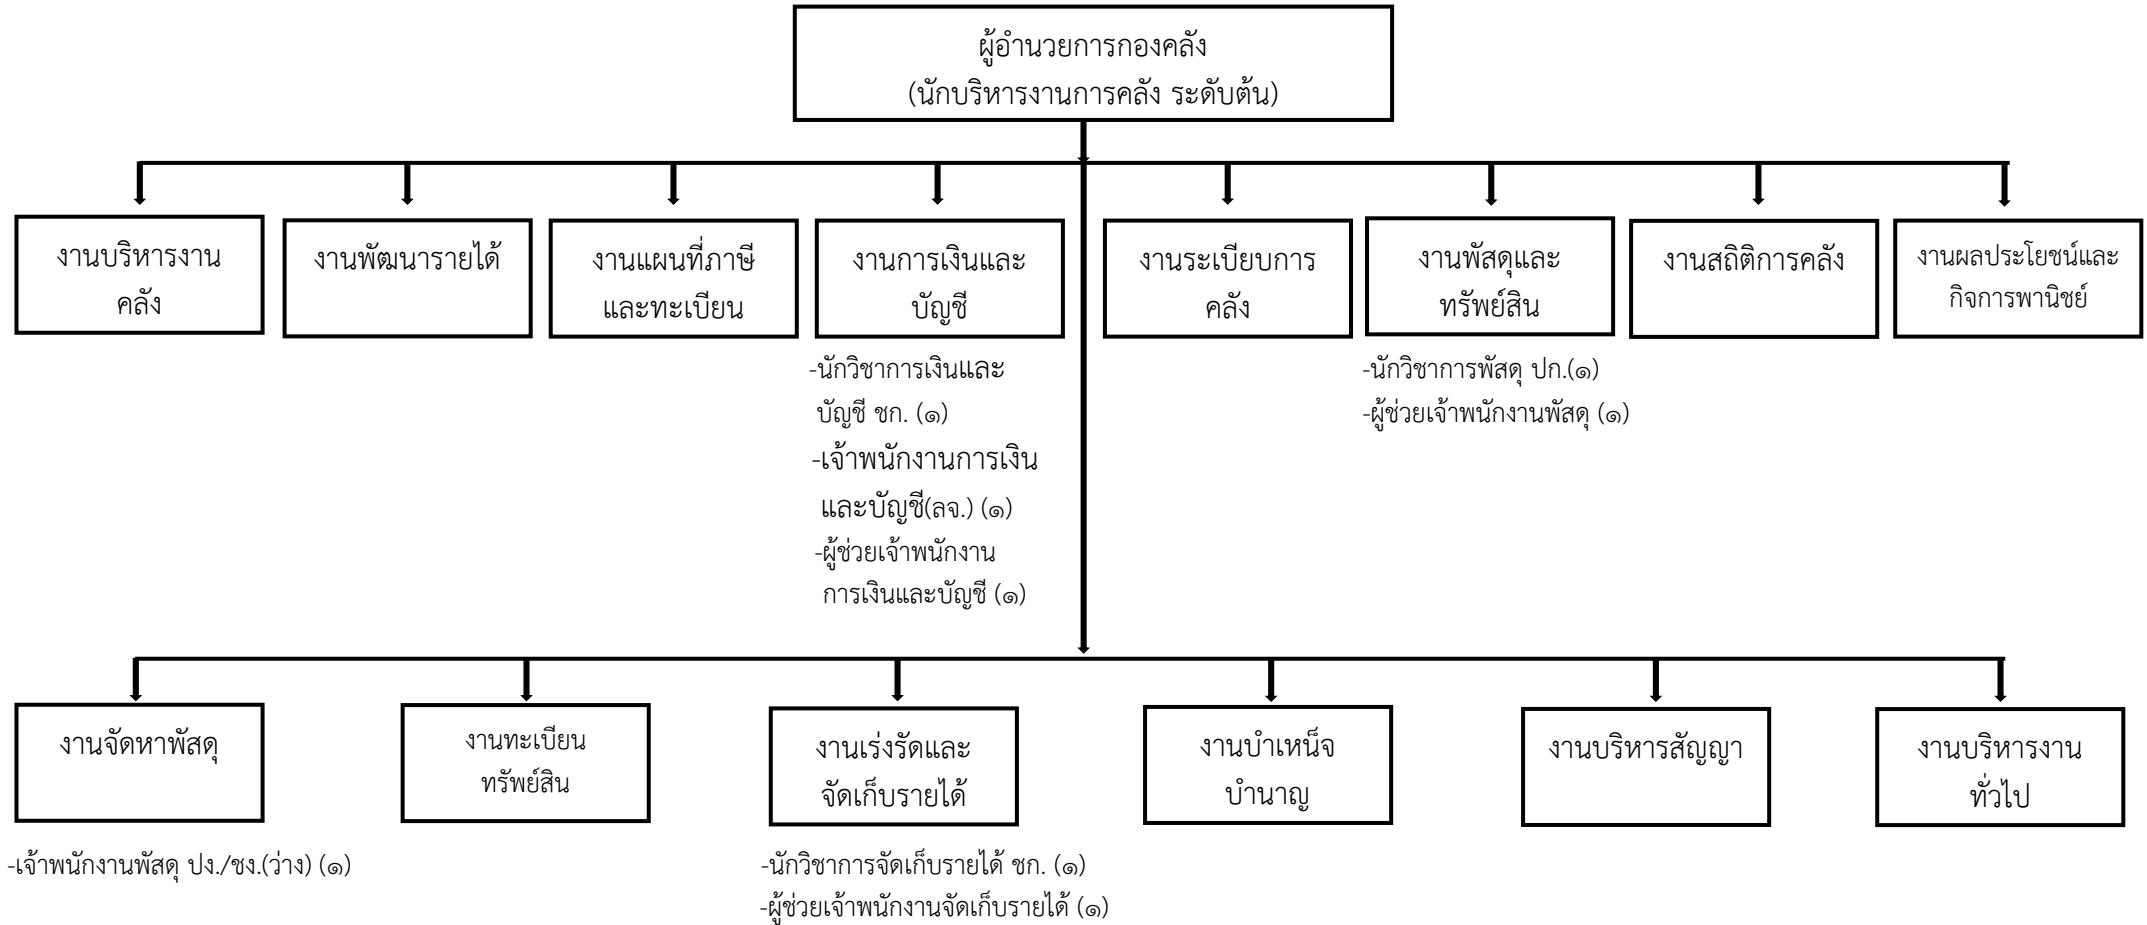 ผู้อำนวยการกองคลัง
(นักบริหารงานการคลัง ระดับต้น)
งานบริหารงาน
คลัง
งานพัฒนารายได้
งานแผนที่ภาษี
และทะเบียน
งานการเงินและ
บัญชี
งานระเบียบการ
คลัง
งานพัสดุและ
ทรัพย์สิน
งานสถิติการคลัง
งานผลประโยชน์และ
กิจการพานิชย์
-นักวิชาการเงินและ
บัญชี ชก. (๑)
-เจ้าพนักงานการเงิน
และบัญชี(ลจ.) (๑)
-ผู้ช่วยเจ้าพนักงาน
การเงินและบัญชี (๑)
-นักวิชาการพัสดุ ปก.(๑)
-ผู้ช่วยเจ้าพนักงานพัสดุ (๑)
งานจัดหาพัสดุ
งานทะเบียน
ทรัพย์สิน
งานเร่งรัดและ
จัดเก็บรายได้
งานบำเหน็จ
บำนาญ
งานบริหารสัญญา
งานบริหารงาน
ทั่วไป
-เจ้าพนักงานพัสดุ ปง./ชง.(ว่าง) (๑)
-นักวิชาการจัดเก็บรายได้ ชก. (๑)
-ผู้ช่วยเจ้าพนักงานจัดเก็บรายได้ (๑)